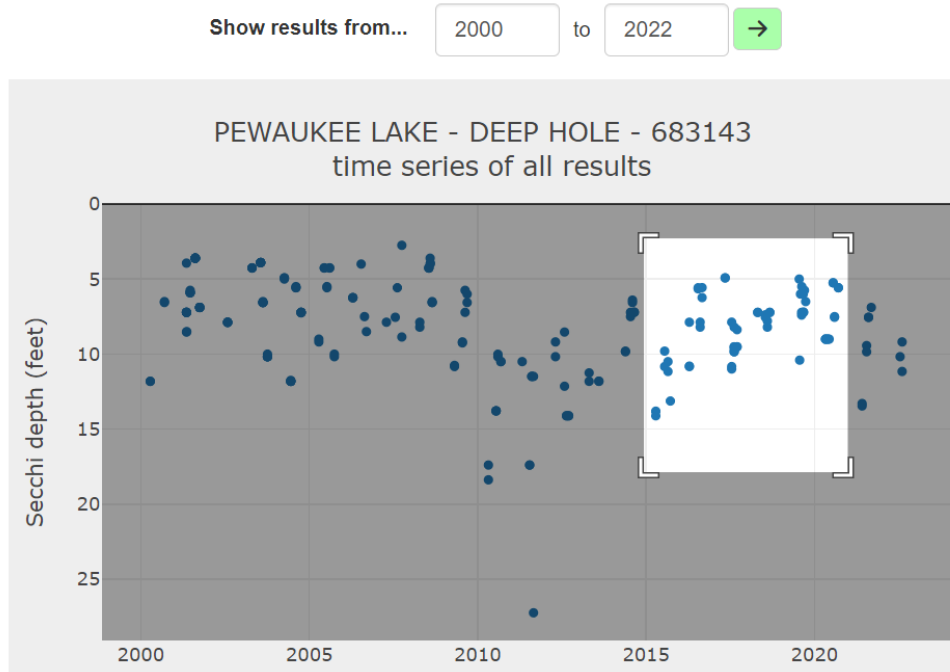 Show results from... 2000 to 2022
PEWAUKEE LAKE - DEEP HOLE - 683143
time series of all results
Secchi depth (feet)
0
5
10
15
20
25
2000 2005 2010 2015 2020